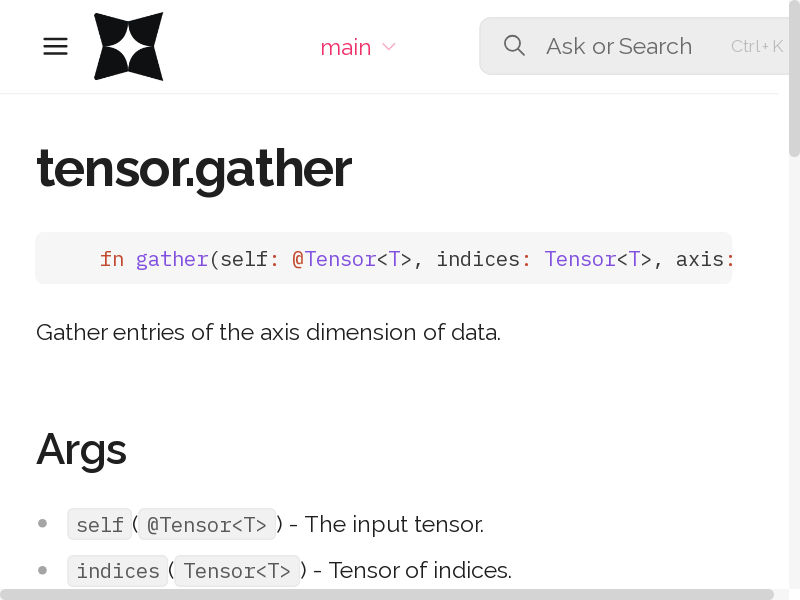 main
Ask or Search
Ctrl+K
tensor.gather
fn gather(self: @Tensor<T>, indices: Tensor<T>, axis:
Gather entries of the axis dimension of data.
Args
self(@Tensor<T>) - The input tensor.
indices(Tensor<T>) - Tensor of indices.